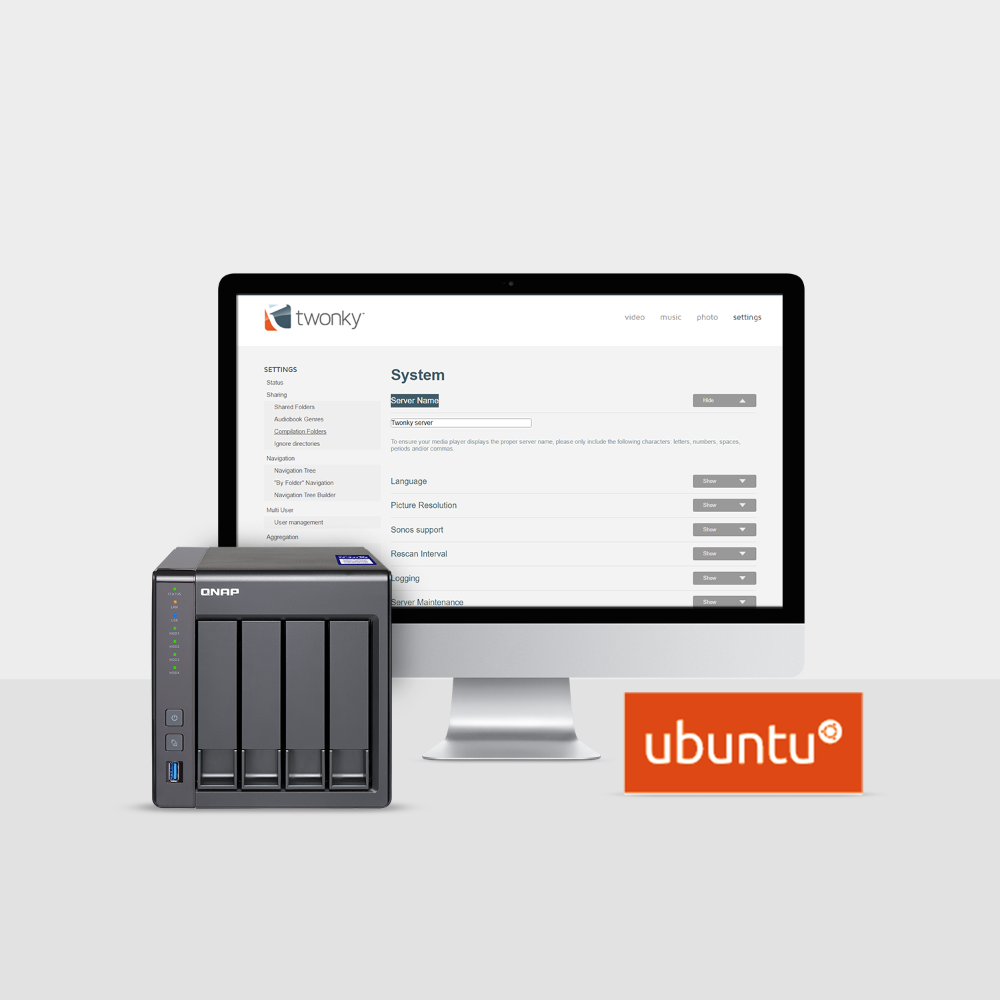 twonky™
video music photo settings
SETTINGS
Status
Sharing
Shared Folders
Audiobook Genres
Compilation Folders
Ignore directories
Navigation
Navigation Tree
"By Folder" Navigation
Navigation Tree Builder
Multi User
User management
Aggregation
System
Server Name
Hide
Twonky server
To ensure your media player displays the proper server name, please only include the following characters: letters, numbers, spaces,
periods and/or commas.
Language
Show
Picture Resolution
Show
Sonos support
Show
Rescan Interval
Show
Logging
Show
Server Maintenance
Show
QNAP
STATUS
LAN
USB
HDD1
HDD2
HDD3
HDD4
ubuntu